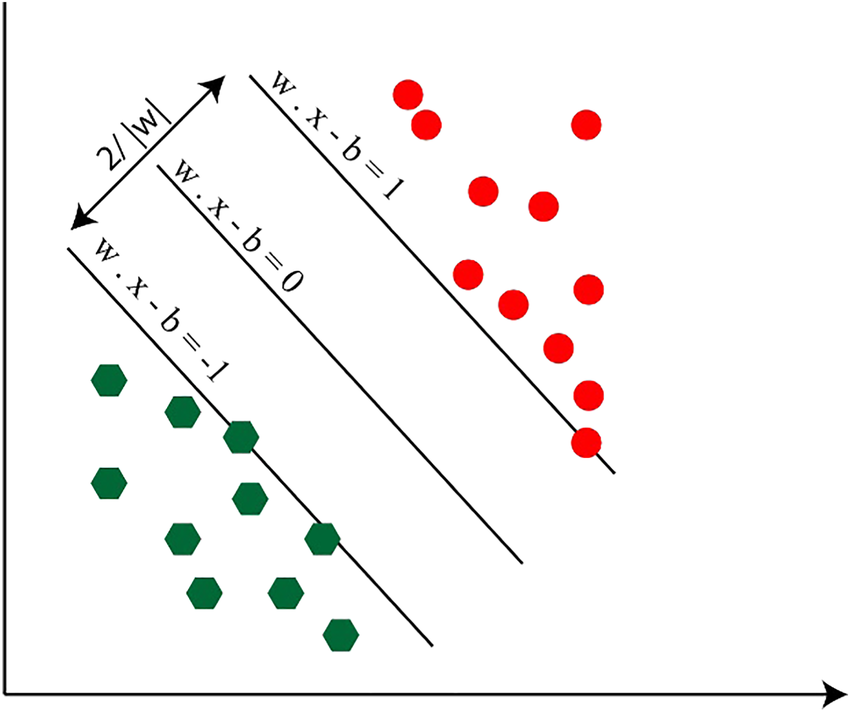 2/|w|
w . x - b = 1
w . x - b = 0
w . x - b = -1